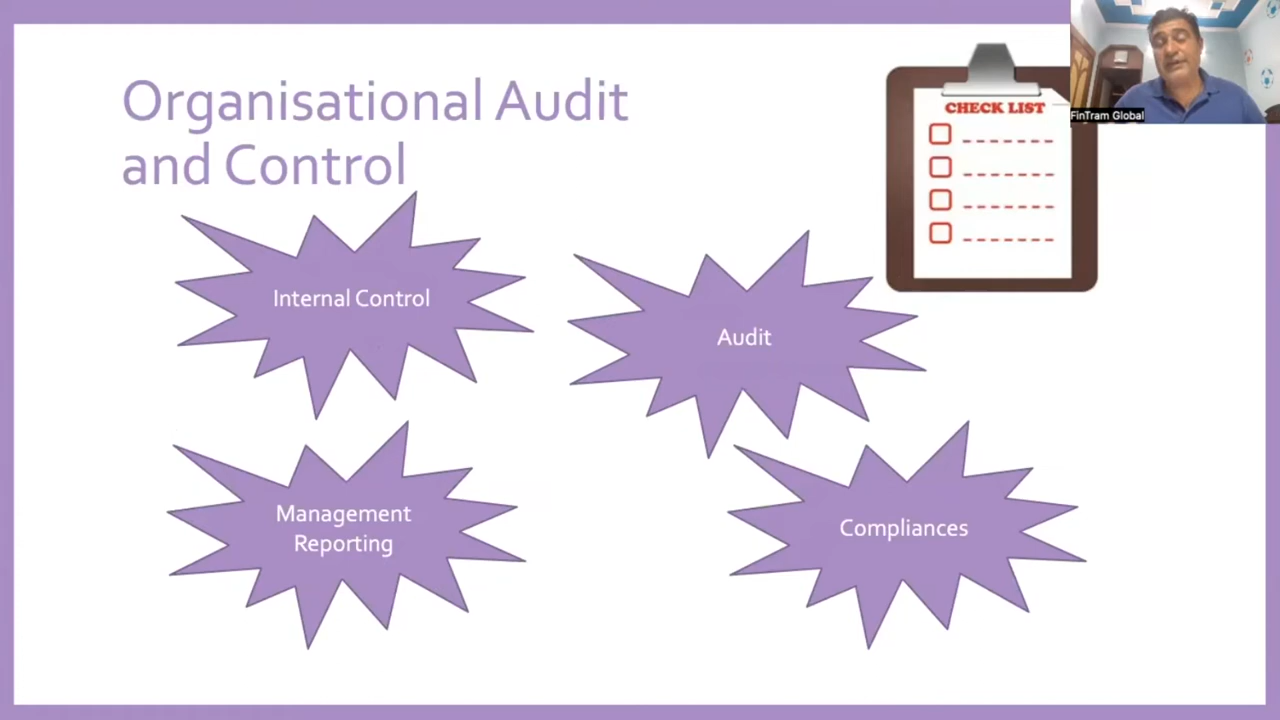 Organisational Audit
and Control
CHECK LIST
FinTram Global
Internal Control
Audit
Management
Reporting
Compliances